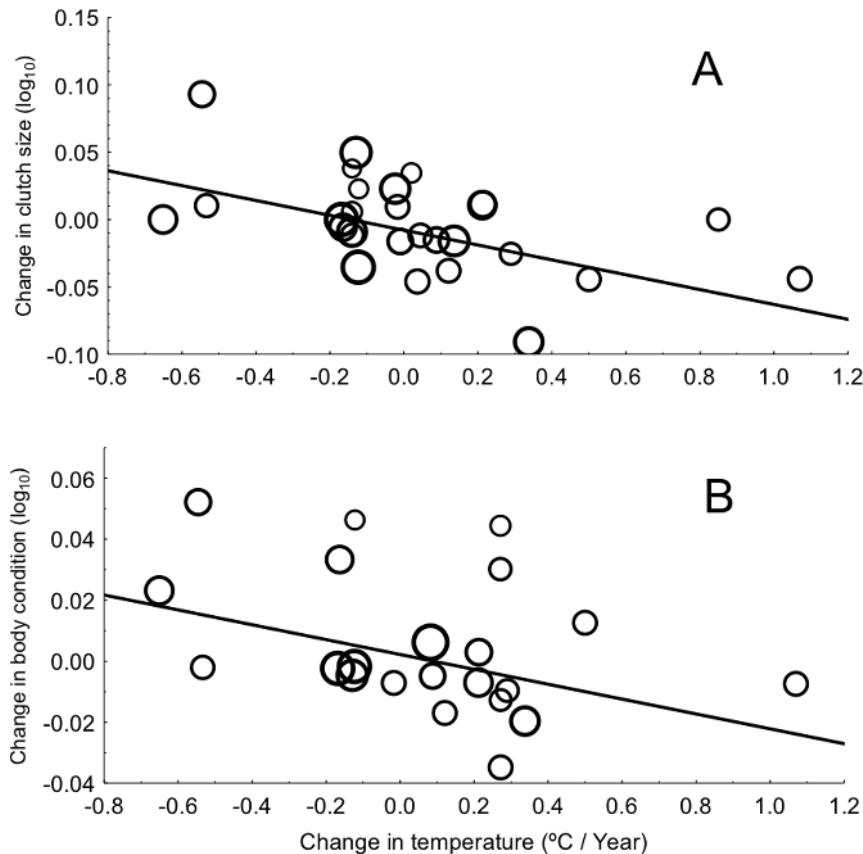 A
Change in clutch size (log₁₀)
0.15
0.10
0.05
0.00
-0.05
-0.10
-0.8 -0.6 -0.4 -0.2 0.0 0.2 0.4 0.6 0.8 1.0 1.2
B
Change in body condition (log₁₀)
0.06
0.04
0.02
0.00
-0.02
-0.04
-0.8 -0.6 -0.4 -0.2 0.0 0.2 0.4 0.6 0.8 1.0 1.2
Change in temperature (ºC / Year)